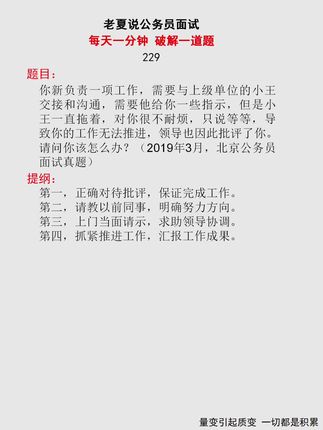 老夏说公务员面试
每天一分钟 破解一道题
229
题目：
你新负责一项工作，需要与上级单位的小王
交接和沟通，需要他给你一些指示，但是小
王一直拖着，对你很不耐烦，只说等等，导
致你的工作无法推进，领导也因此批评了你。
请问你该怎么办？（2019年3月，北京公务员
面试真题）
提纲：
第一，正确对待批评，保证完成工作。
第二，请教以前同事，明确努力方向。
第三，上门当面请示，求助领导协调。
第四，抓紧推进工作，汇报工作成果。
量变引起质变 一切都是积累